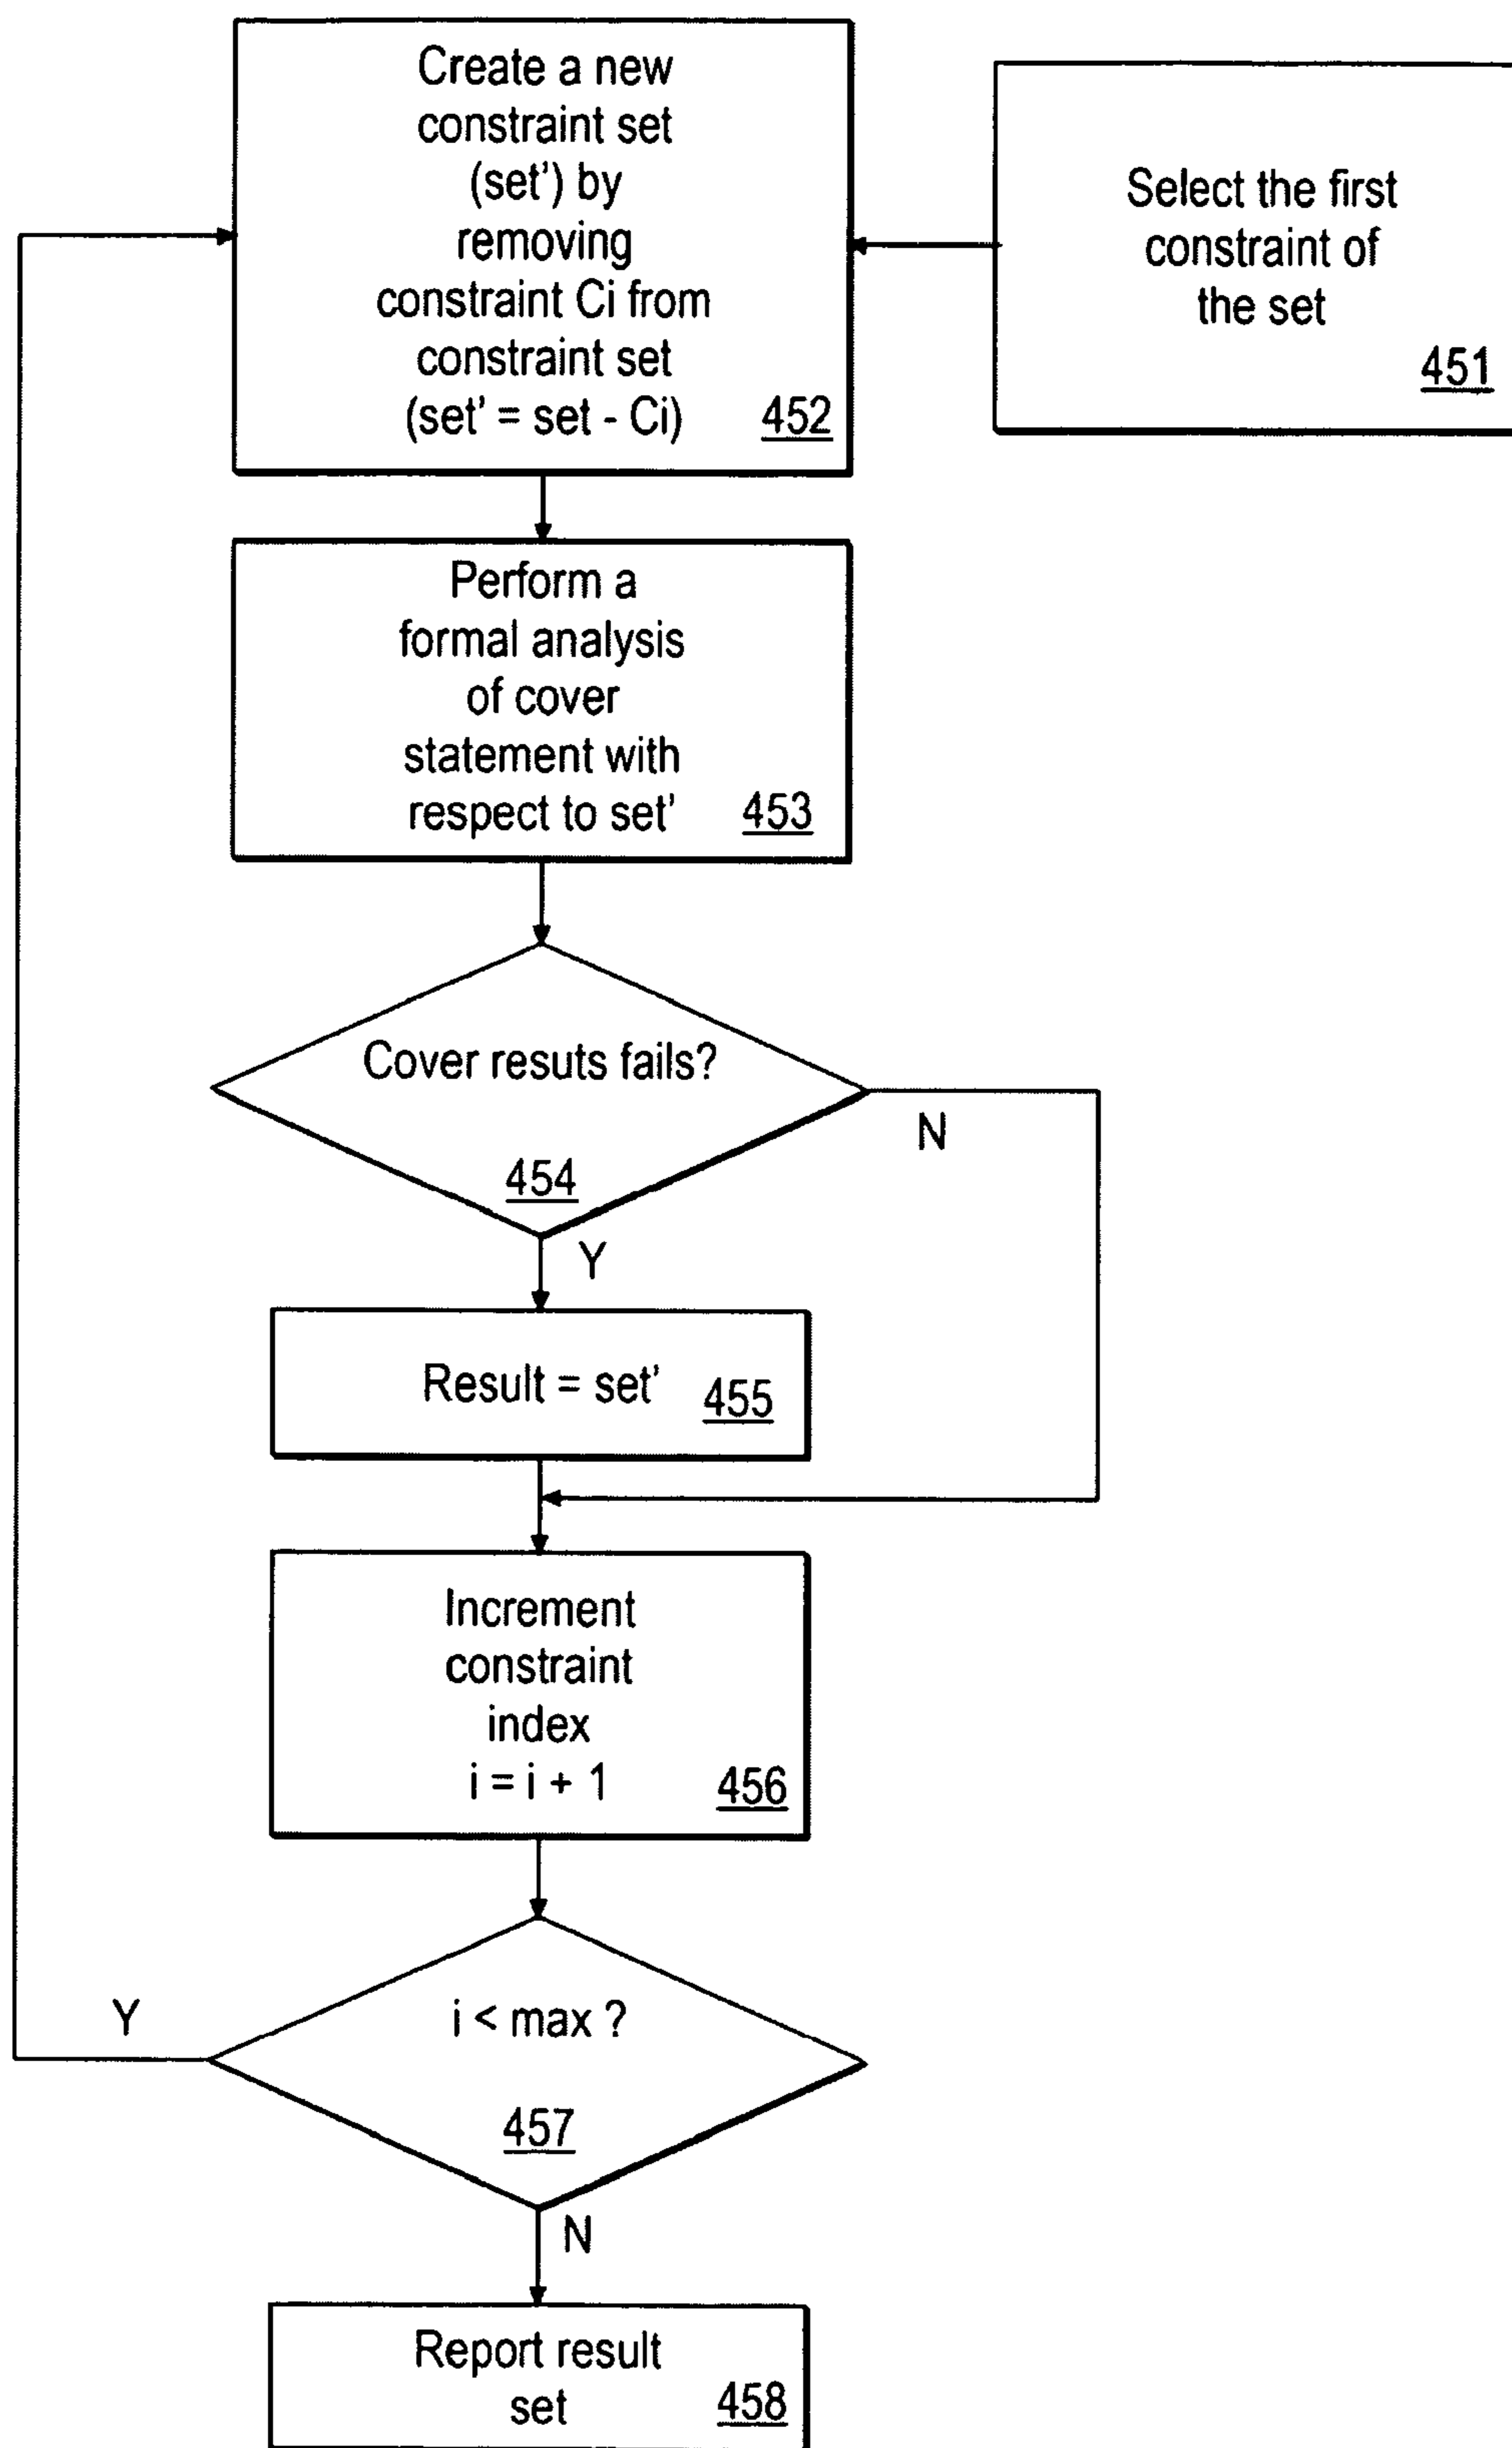 Create a new
constraint set
(set') by
removing
constraint Ci from
constraint set
(set' = set - Ci)
452
Select the first
constraint of
the set
451
Perform a
formal analysis
of cover
statement with
respect to set'
453
Cover resuts fails?
454
N
Y
Result = set'
455
Increment
constraint
index
i = i + 1
456
i < max ?
457
Y
N
Report result
set
458